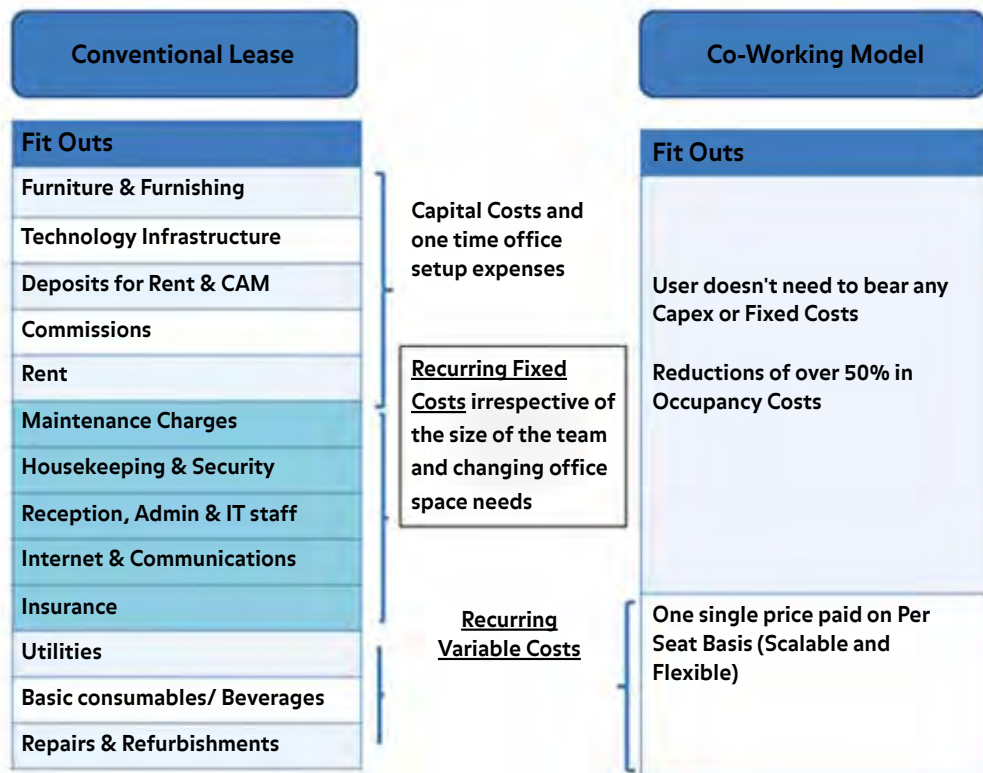 Conventional Lease
Fit Outs
Furniture & Furnishing
Technology Infrastructure
Deposits for Rent & CAM
Commissions
Rent
Maintenance Charges
Housekeeping & Security
Reception, Admin & IT staff
Internet & Communications
Insurance
Utilities
Basic consumables/ Beverages
Repairs & Refurbishments
Capital Costs and
one time office
setup expenses
Recurring Fixed
Costs irrespective of
the size of the team
and changing office
space needs
Recurring
Variable Costs
Co-Working Model
Fit Outs
User doesn't need to bear any
Capex or Fixed Costs
Reductions of over 50% in
Occupancy Costs
One single price paid on Per
Seat Basis (Scalable and
Flexible)